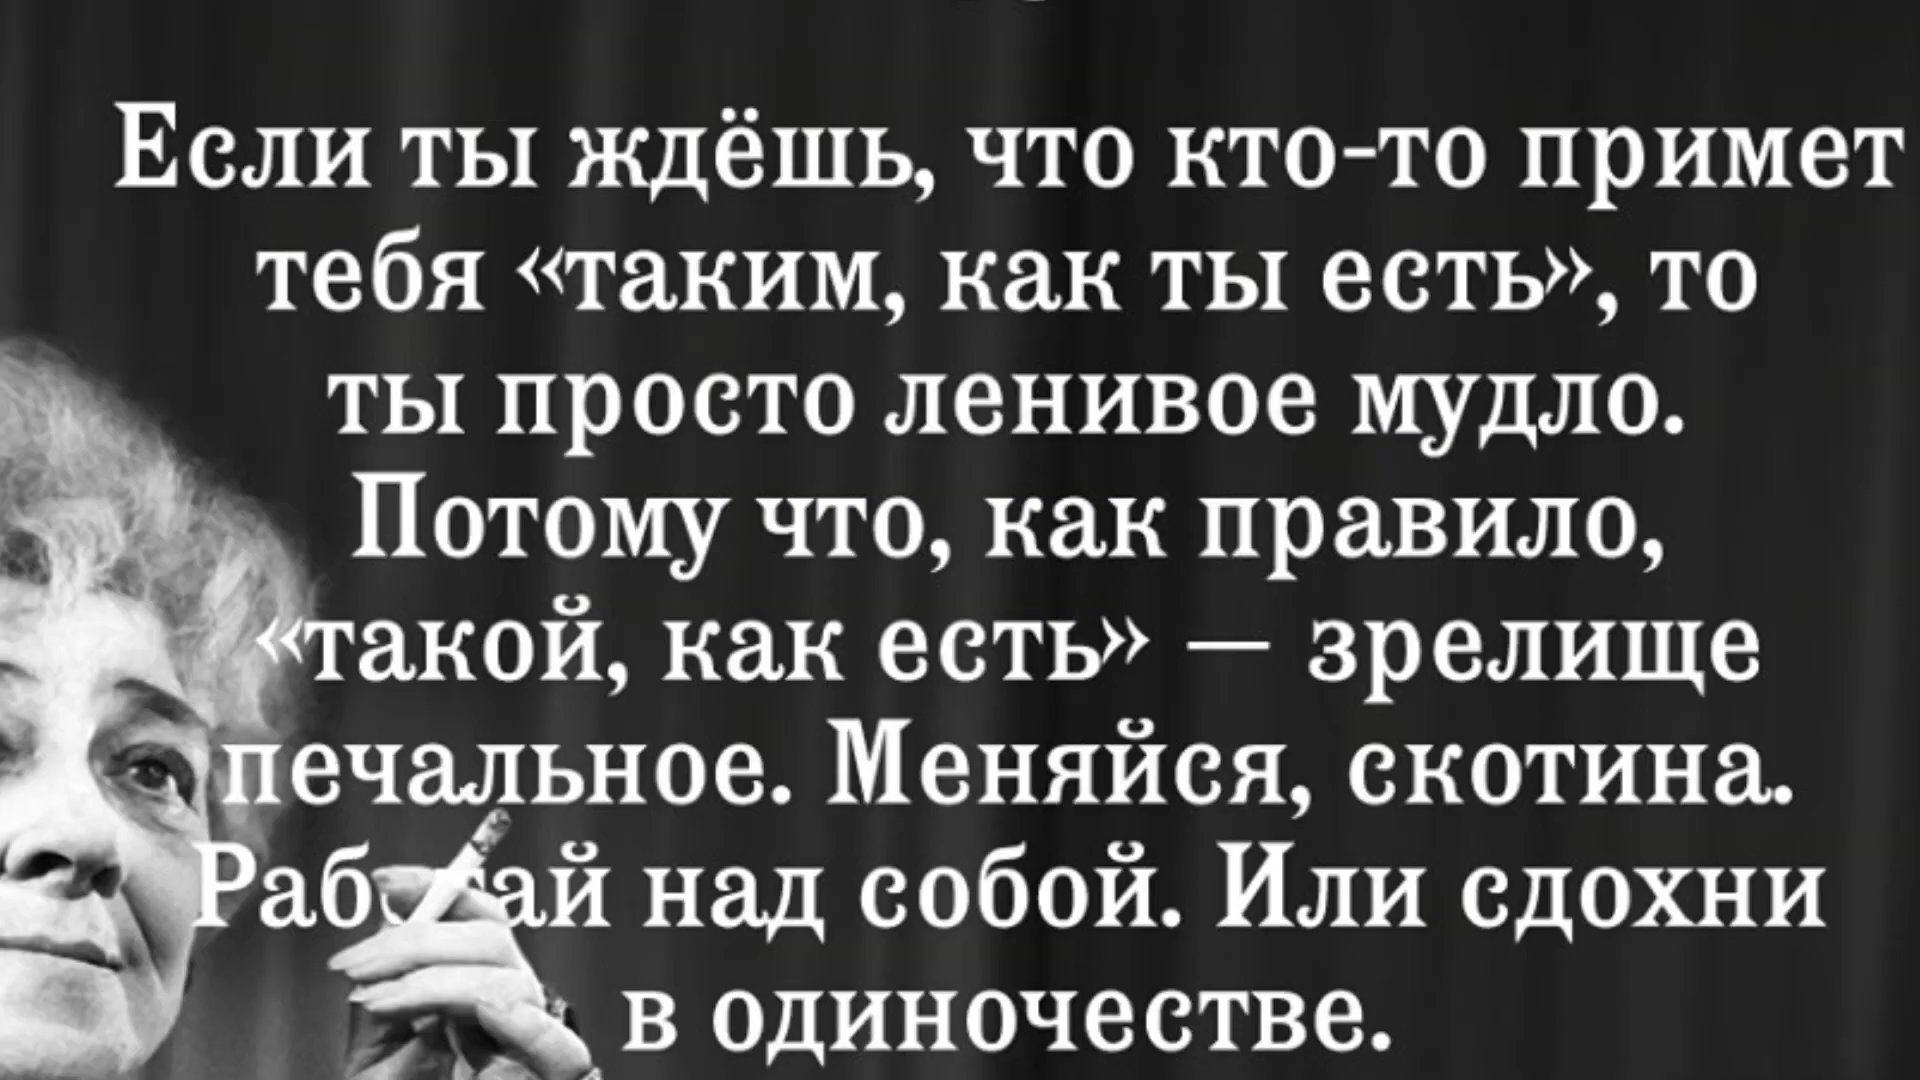 Если ты ждёшь, что кто-то примет
тебя «таким, как ты есть», то
ты просто ленивое мудло.
Потому что, как правило,
«такой, как есть» — зрелище
печальное. Меняйся, скотина.
Работай над собой. Или сдохни
в одиночестве.